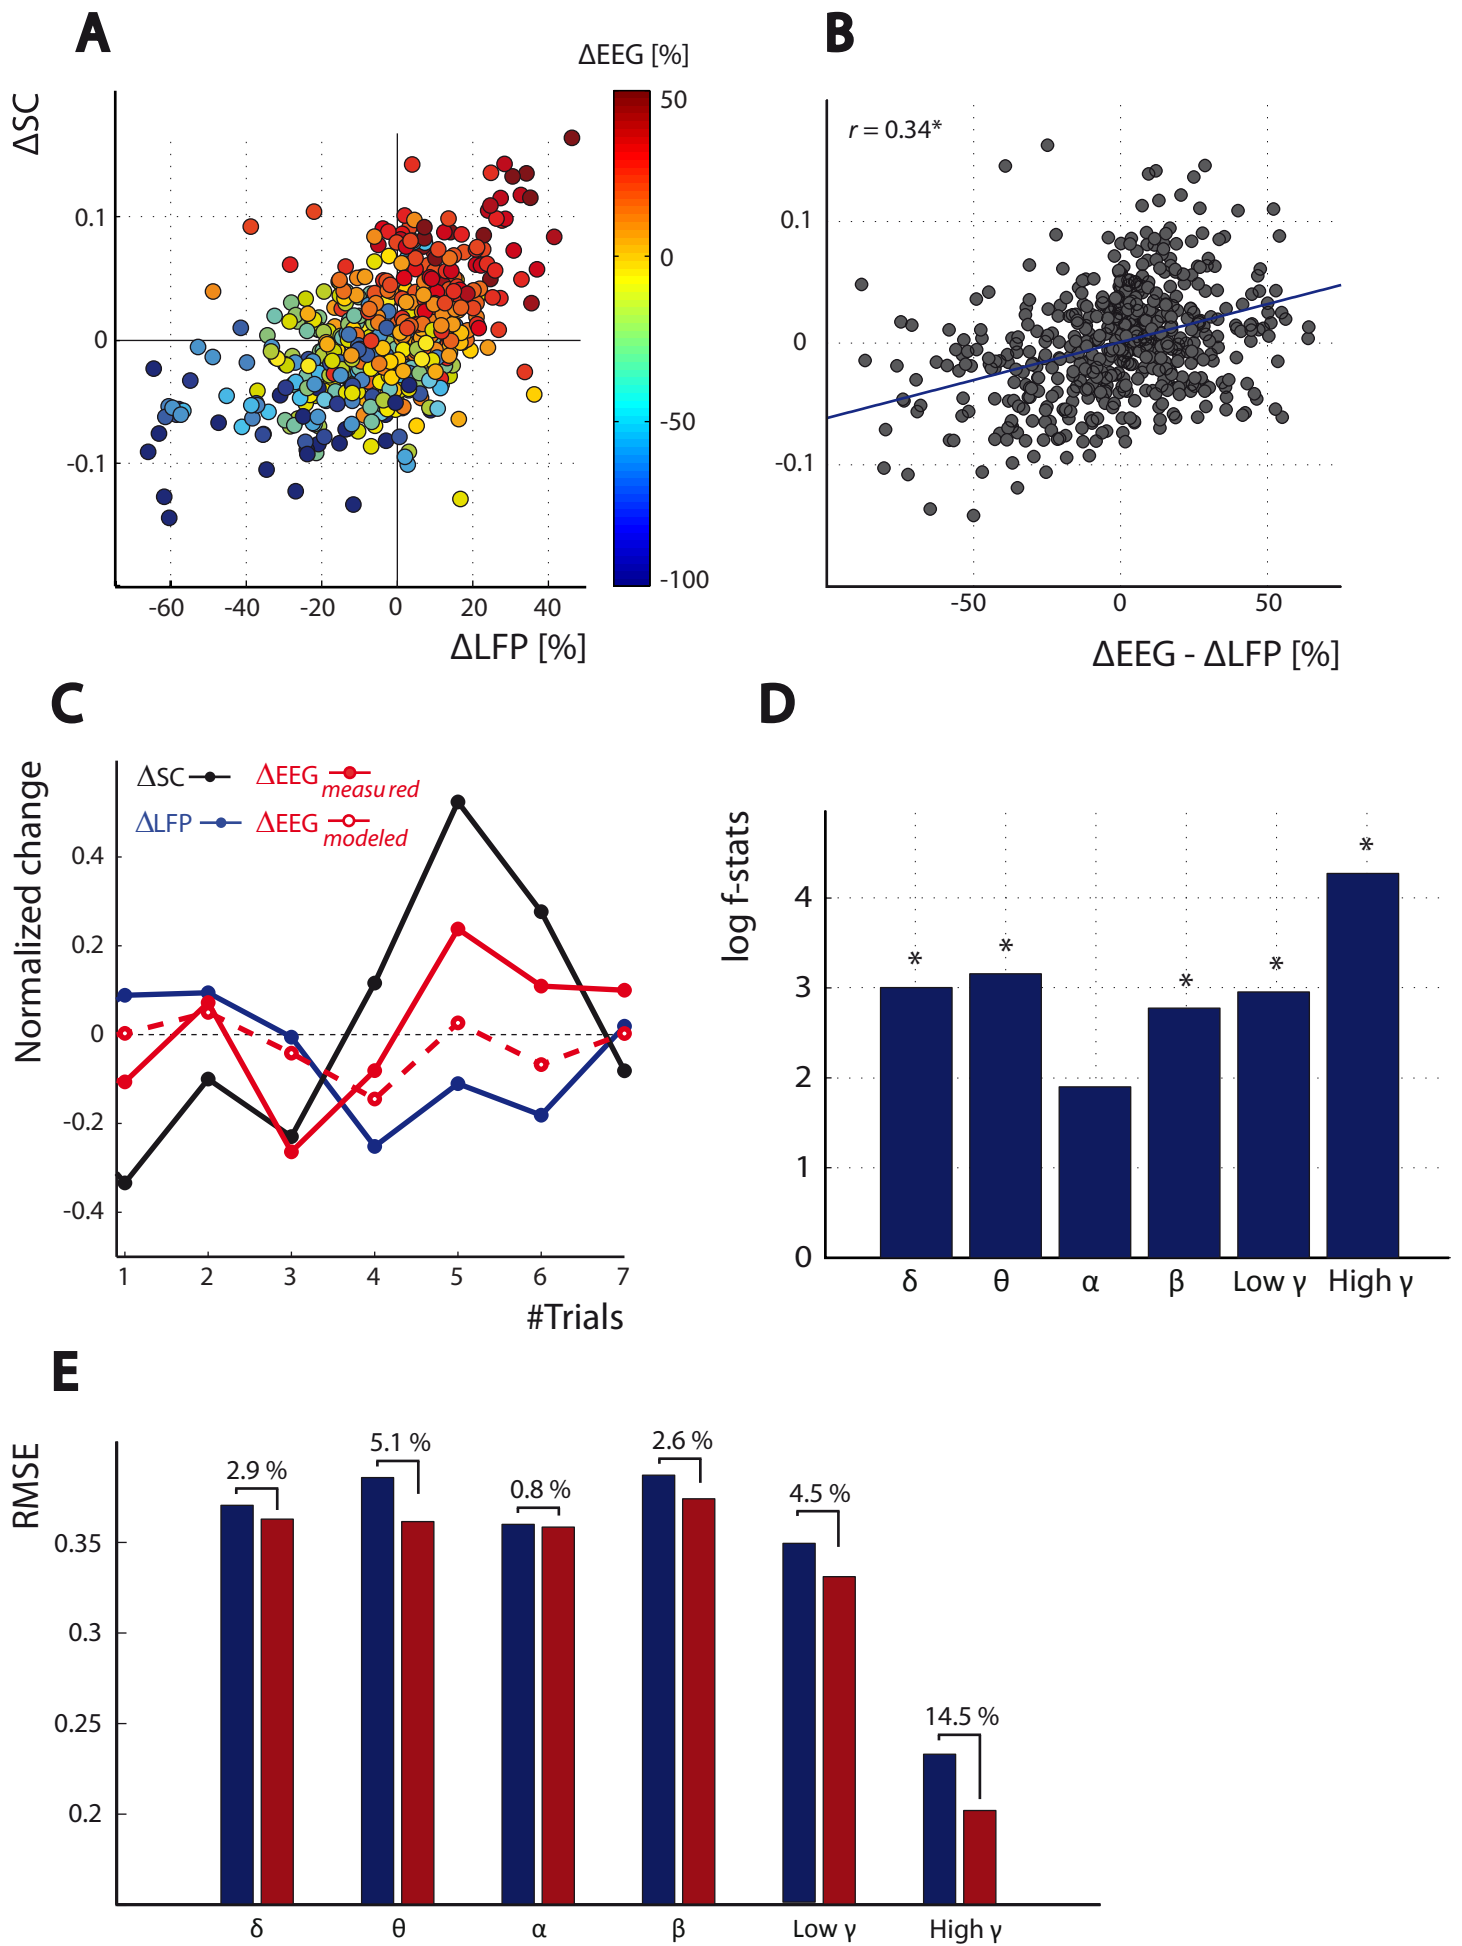 A
ΔSC
ΔEEG [%]
50
0
-50
-100
0.1
0
-0.1
-60 -40 -20 0 20 40
ΔLFP [%]
B
r = 0.34*
0.1
0
-0.1
-50 0 50
ΔEEG - ΔLFP [%]
C
Normalized change
ΔSC
ΔEEG measured
ΔLFP
ΔEEG modeled
0.4
0.2
0
-0.2
-0.4
1 2 3 4 5 6 7
#Trials
D
log f-stats
4
3
2
1
0
* * * * *
δ θ α β Low γ High γ
E
RMSE
0.35
0.3
0.25
0.2
2.9 % 5.1 % 0.8 % 2.6 % 4.5 % 14.5 %
δ θ α β Low γ High γ